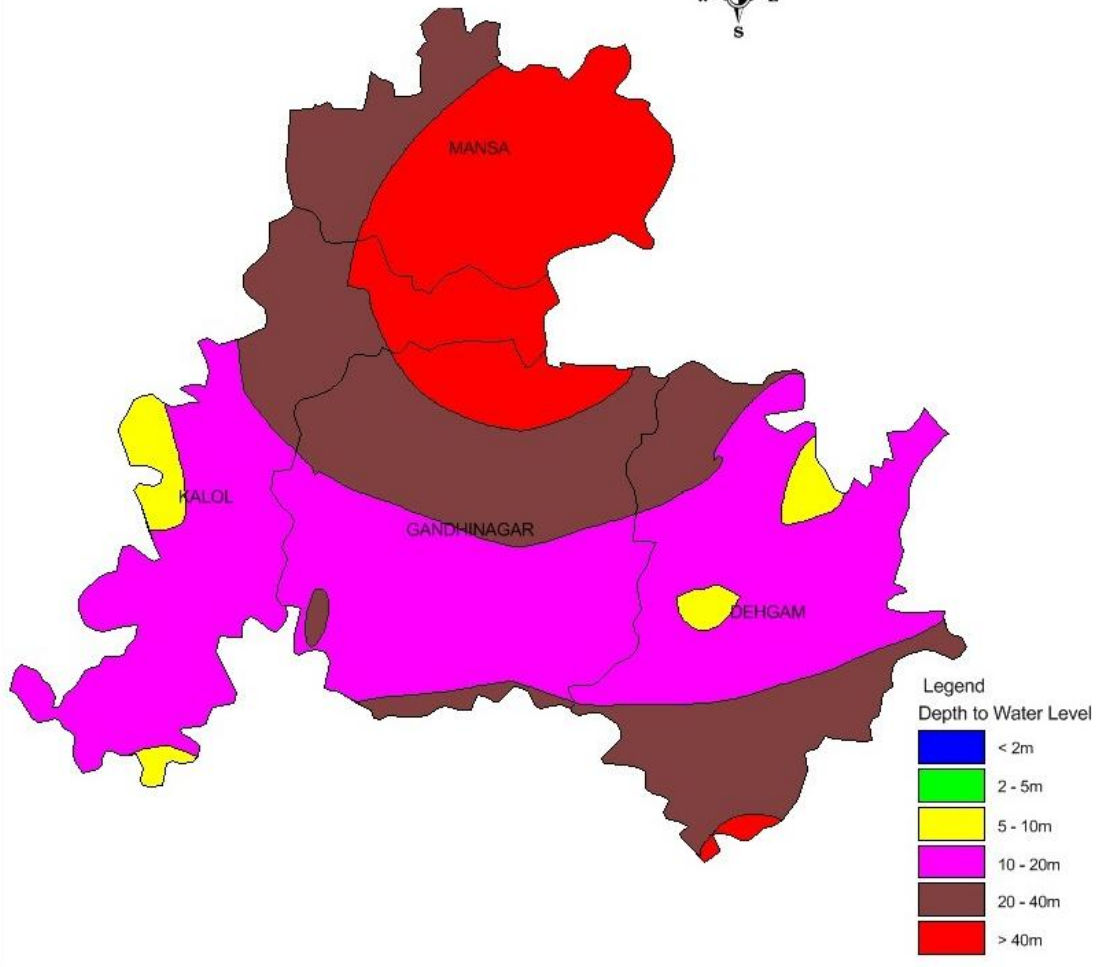 S
MANSA
KALOL
GANDHINAGAR
DEHGAM
Legend
Depth to Water Level
< 2m
2 - 5m
5 - 10m
10 - 20m
20 - 40m
> 40m